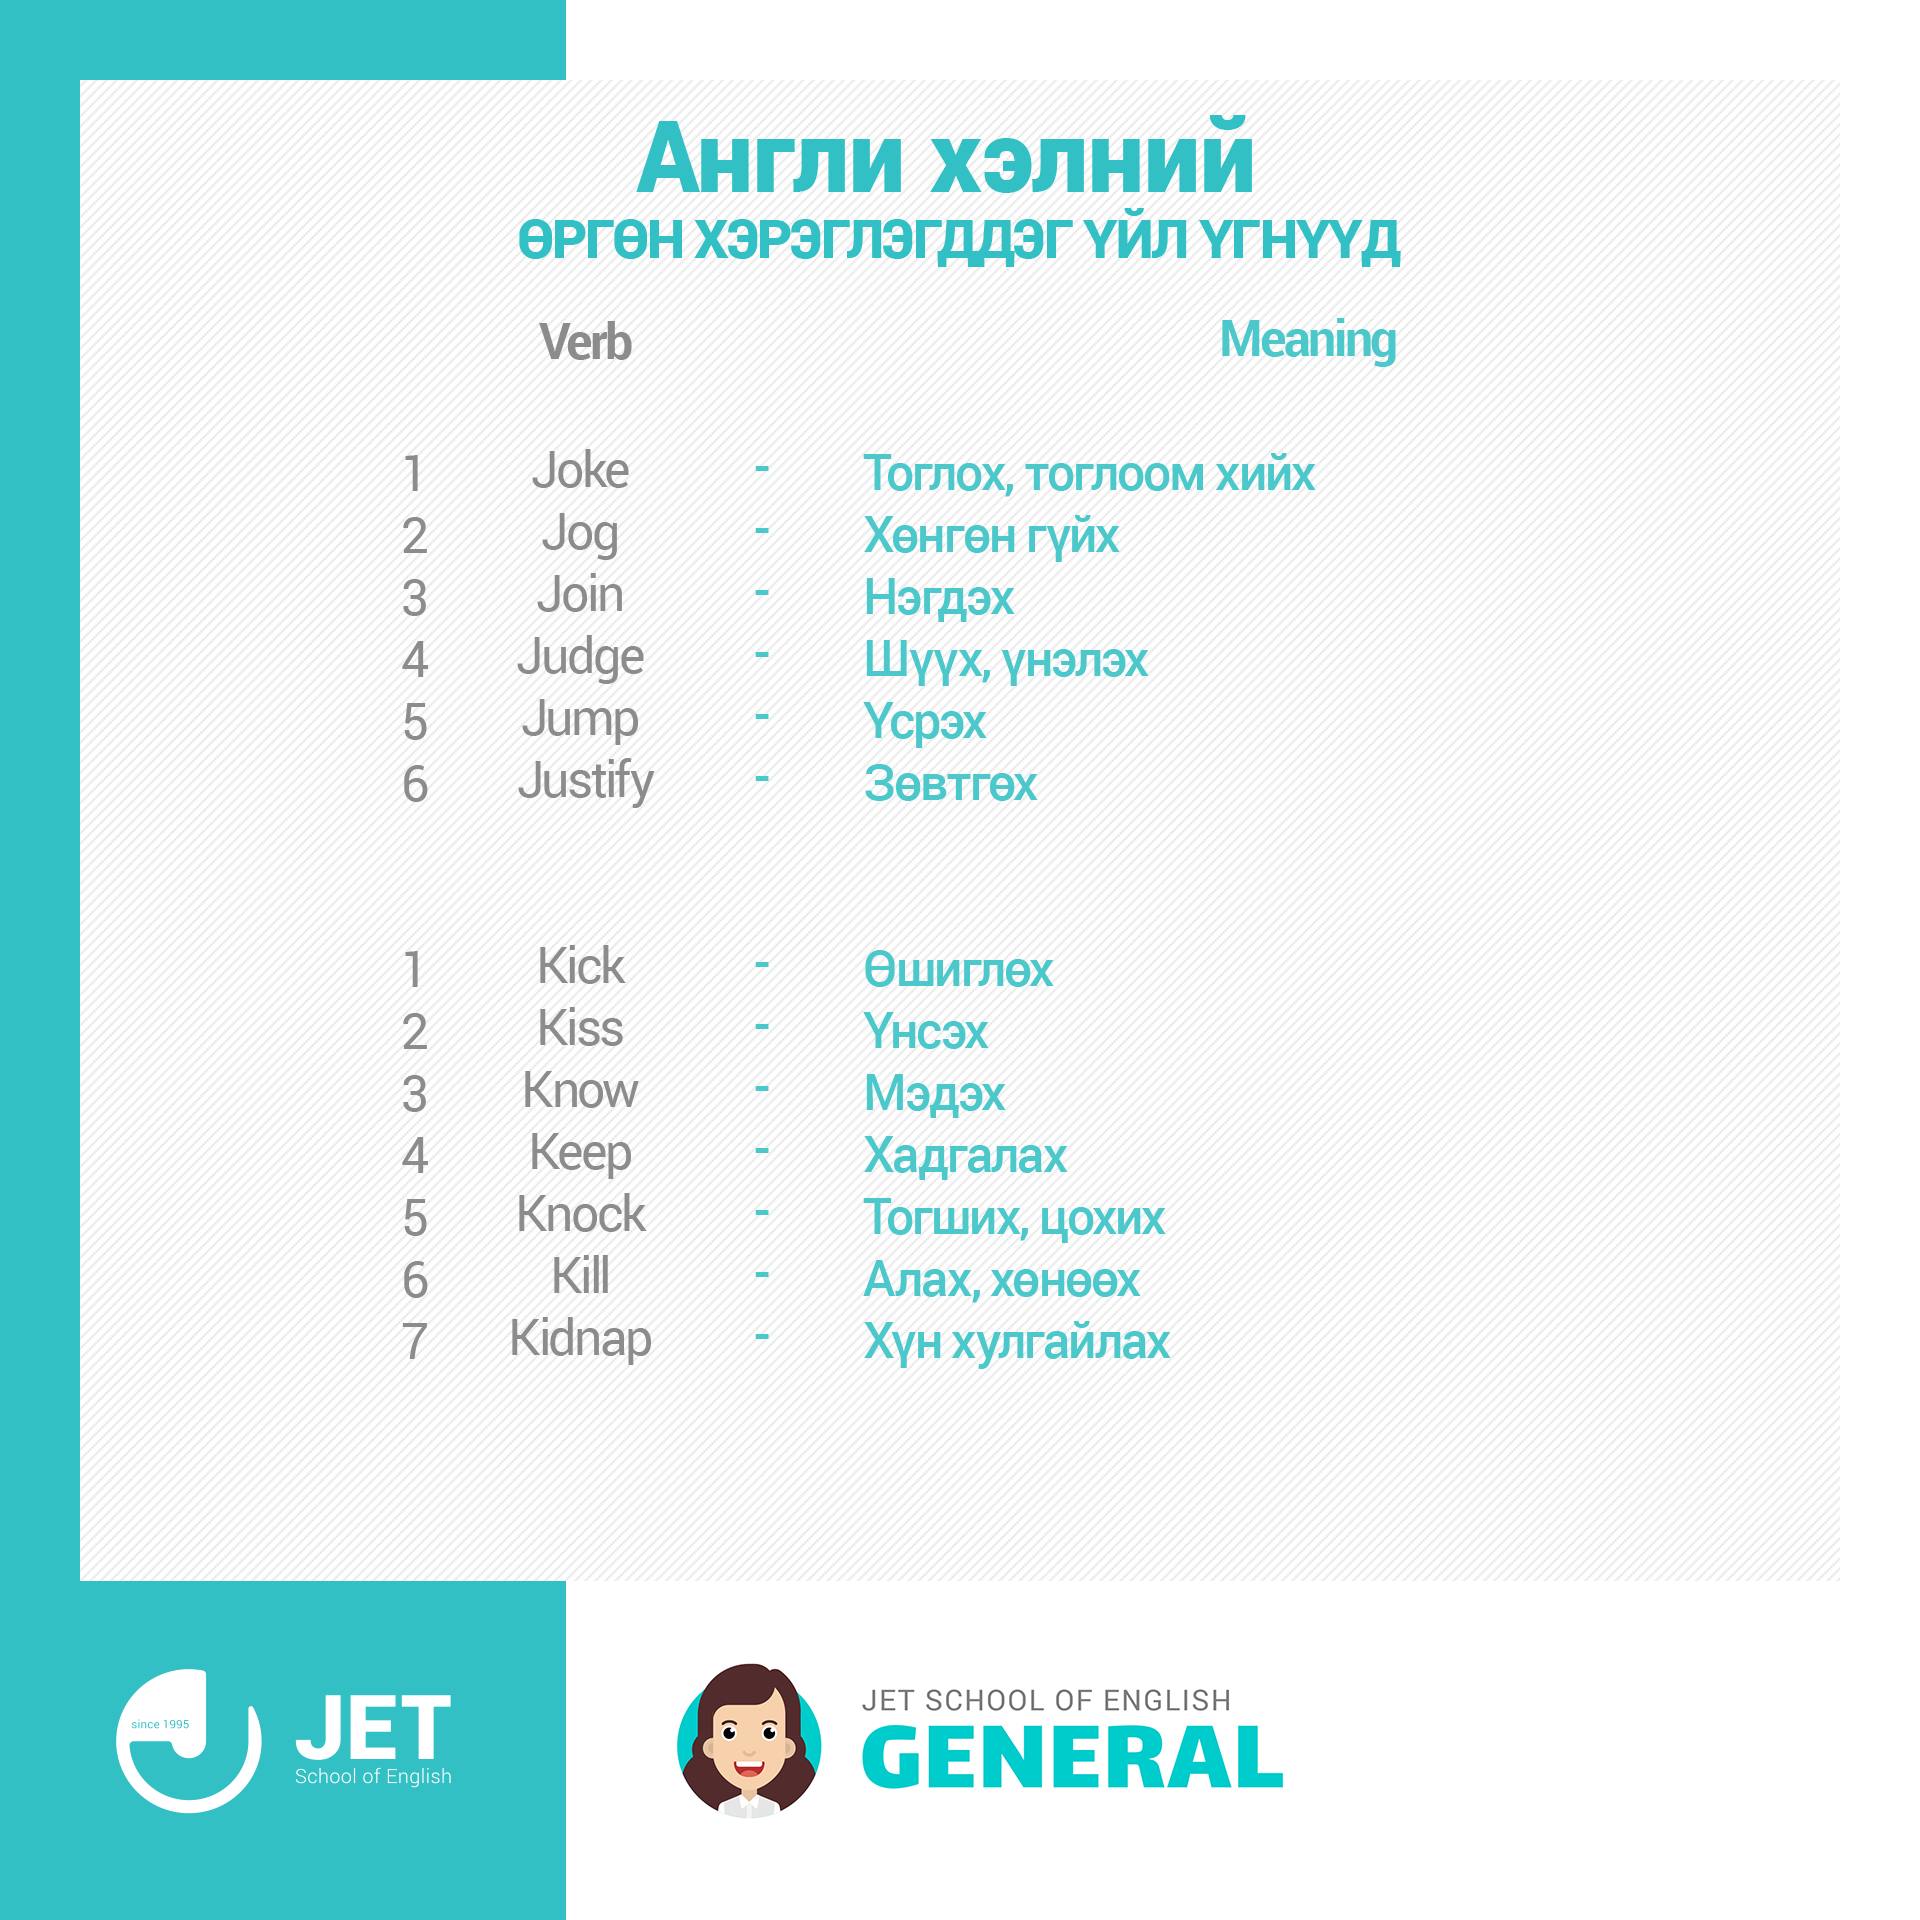 Англи хэлний
ӨРГӨН ХЭРЭГЛЭГДДЭГ ҮЙЛ ҮГНҮҮД
Verb Meaning
1 Joke - Тоглох, тоглоом хийх
2 Jog - Хөнгөн гүйх
3 Join - Нэгдэх
4 Judge - Шүүх, үнэлэх
5 Jump - Үсрэх
6 Justify - Зөвтгөх
1 Kick - Өшиглөх
2 Kiss - Үнсэх
3 Know - Мэдэх
4 Keep - Хадгалах
5 Knock - Тогших, цохих
6 Kill - Алах, хөнөөх
7 Kidnap - Хүн хулгайлах
since 1995
JET
School of English
JET SCHOOL OF ENGLISH
GENERAL